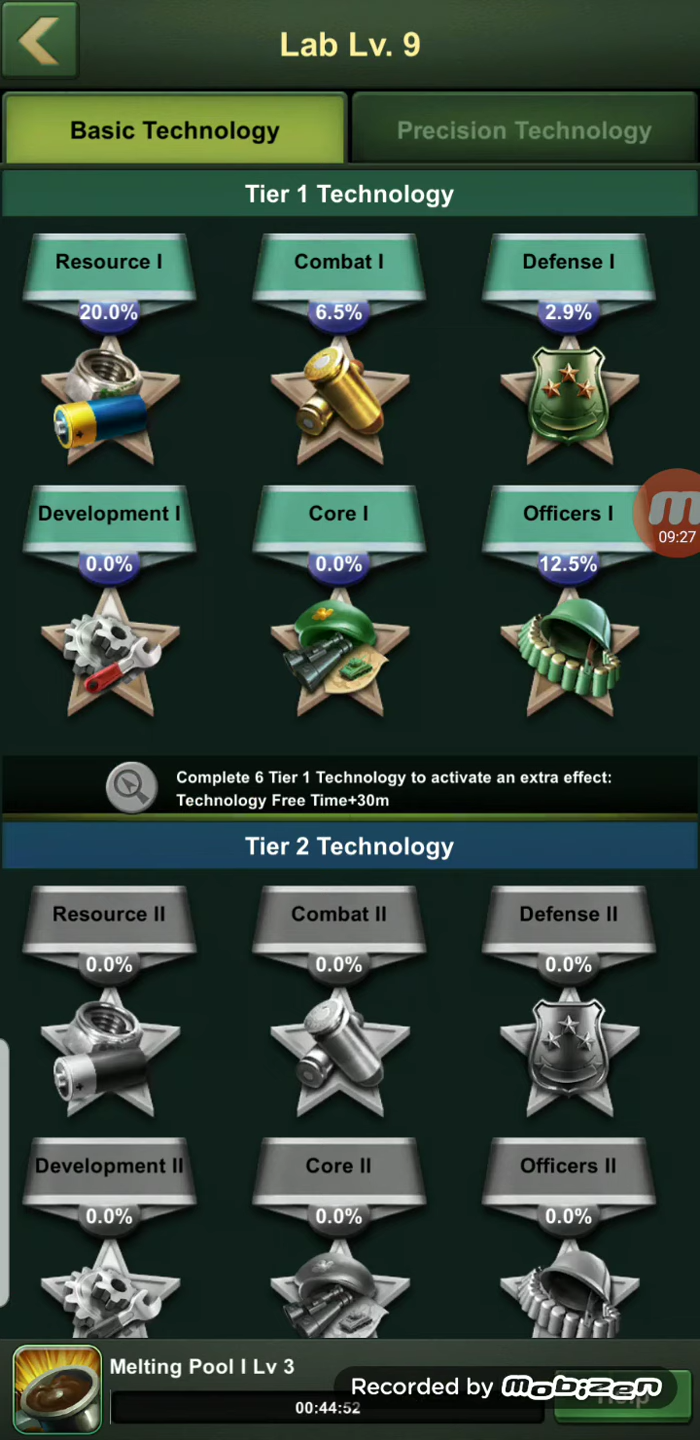 Lab Lv. 9
Basic Technology
Precision Technology
Tier 1 Technology
Resource I
Combat I
Defense I
20.0%
6.5%
2.9%
Development I
Core I
Officers I
0.0%
0.0%
12.5%
09:27
Complete 6 Tier 1 Technology to activate an extra effect:
Technology Free Time+30m
Tier 2 Technology
Resource II
Combat II
Defense II
0.0%
0.0%
0.0%
Development II
Core II
Officers II
0.0%
0.0%
0.0%
Melting Pool I Lv 3
Recorded by mobizen
Help
00:44:52